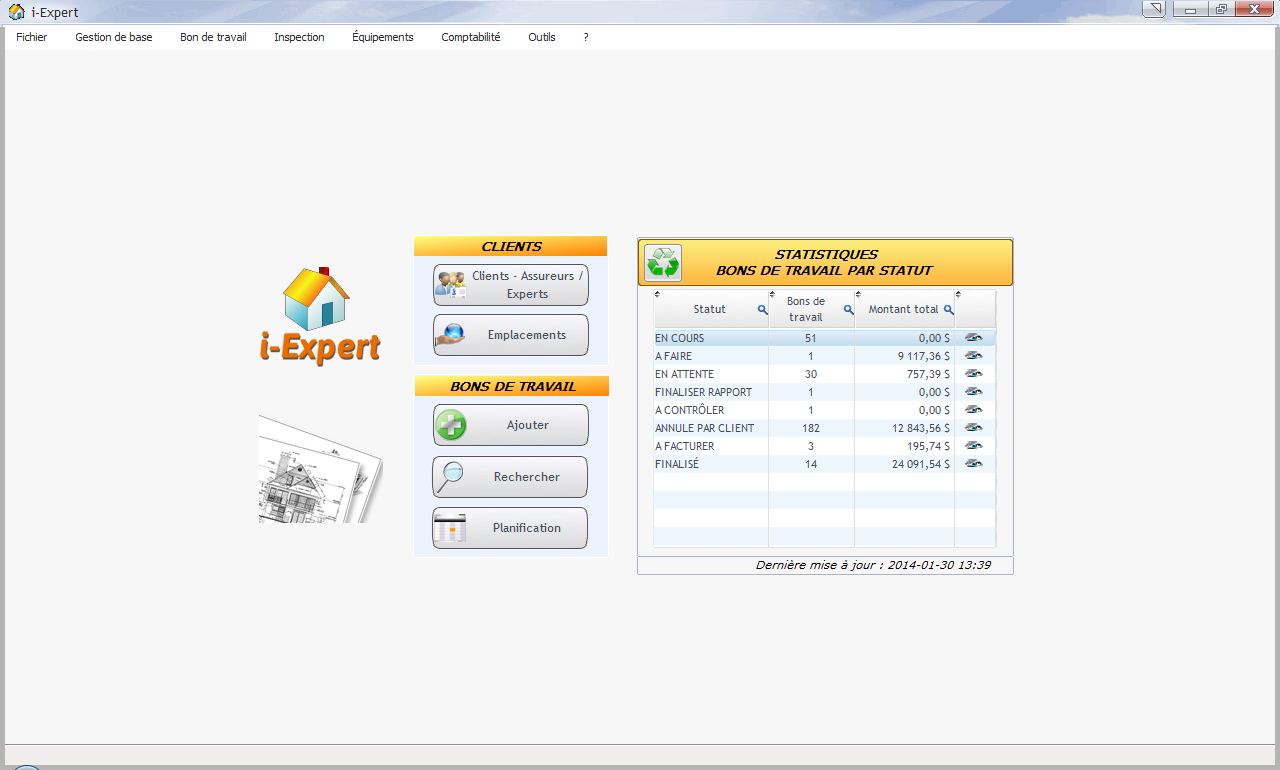 i-Expert
Fichier Gestion de base Bon de travail Inspection Équipements Comptabilité Outils ?
i-Expert
CLIENTS
Clients - Assureurs /
Experts
Emplacements
BONS DE TRAVAIL
Ajouter
Rechercher
Planification
STATISTIQUES
BONS DE TRAVAIL PAR STATUT
Statut Bons de travail Montant total
EN COURS 51 0,00 $
A FAIRE 1 9 117,36 $
EN ATTENTE 30 757,39 $
FINALISER RAPPORT 1 0,00 $
A CONTRÔLER 1 0,00 $
ANNULE PAR CLIENT 182 12 843,56 $
A FACTURER 3 195,74 $
FINALISÉ 14 24 091,54 $
Dernière mise à jour : 2014-01-30 13:39